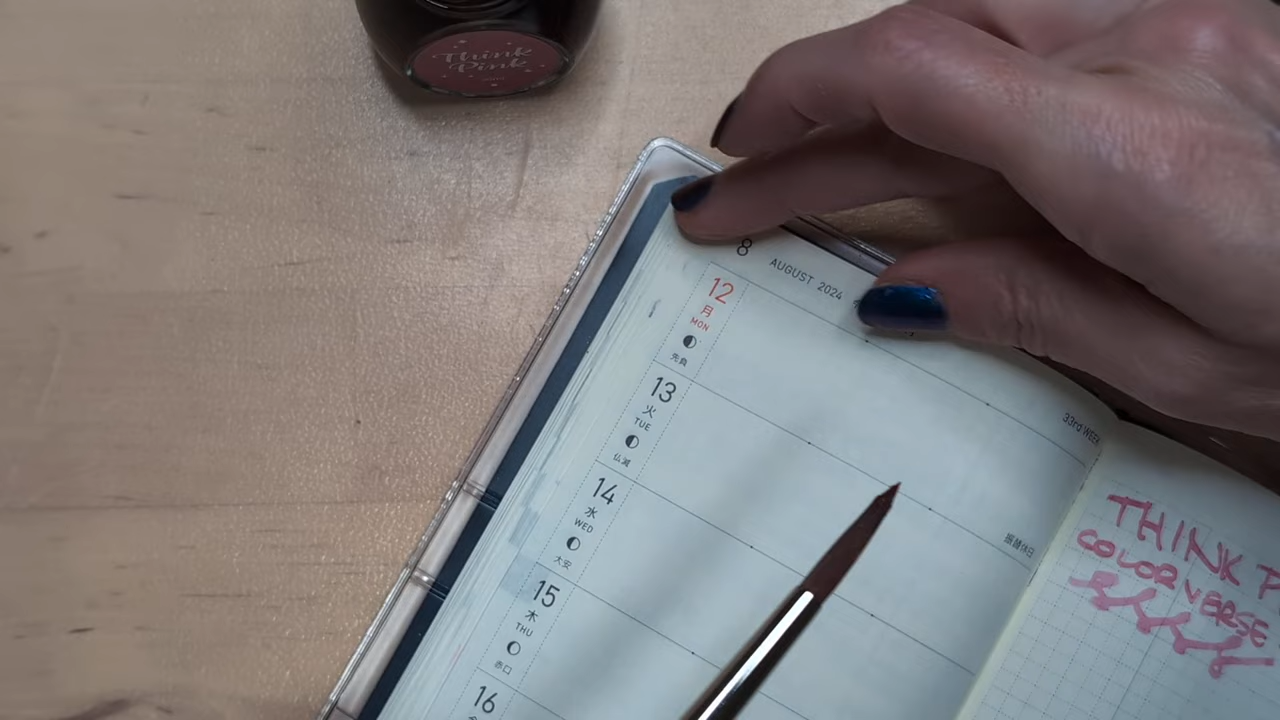 Think
Pink
8
AUGUST 2024
33rd WEEK
12
月
MON
先負
13
火
TUE
仏滅
振替休日
14
水
WED
大安
15
木
THU
赤口
16
THINK P
COLORVERSE